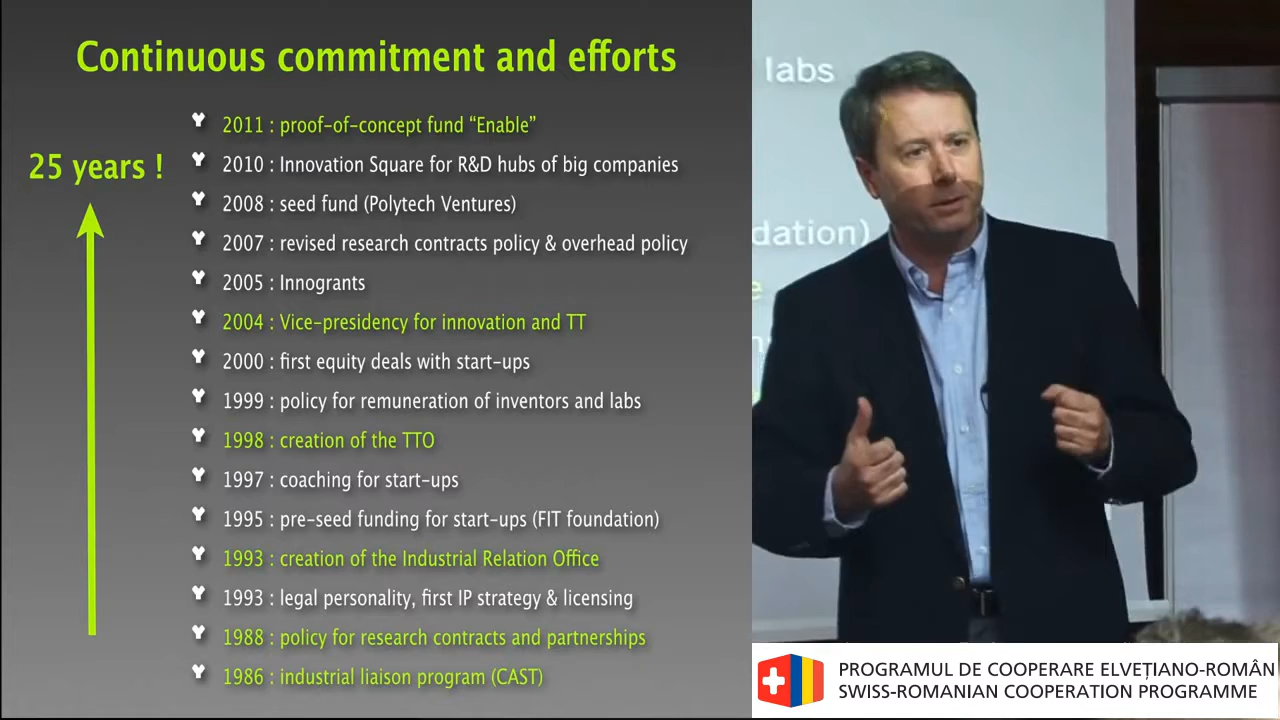 Continuous commitment and efforts
25 years !
2011 : proof-of-concept fund “Enable”
2010 : Innovation Square for R&D hubs of big companies
2008 : seed fund (Polytech Ventures)
2007 : revised research contracts policy & overhead policy
2005 : Innogrants
2004 : Vice-presidency for innovation and TT
2000 : first equity deals with start-ups
1999 : policy for remuneration of inventors and labs
1998 : creation of the TTO
1997 : coaching for start-ups
1995 : pre-seed funding for start-ups (FIT foundation)
1993 : creation of the Industrial Relation Office
1993 : legal personality, first IP strategy & licensing
1988 : policy for research contracts and partnerships
1986 : industrial liaison program (CAST)
labs
dation)
PROGRAMUL DE COOPERARE ELVEȚIANO-ROMÂN
SWISS-ROMANIAN COOPERATION PROGRAMME